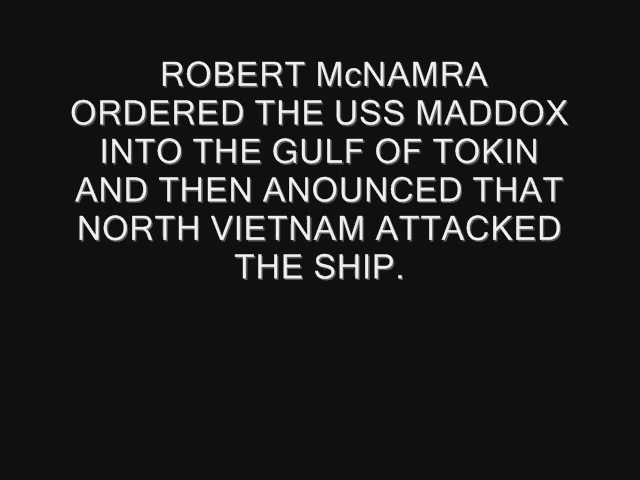 ROBERT McNAMRA
ORDERED THE USS MADDOX
INTO THE GULF OF TOKIN
AND THEN ANOUNCED THAT
NORTH VIETNAM ATTACKED
THE SHIP.